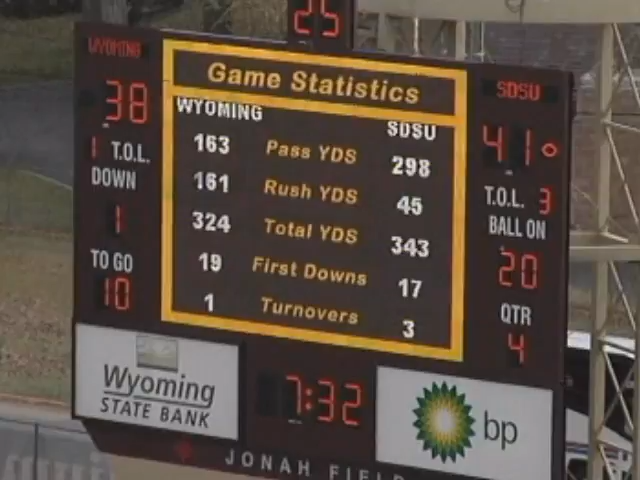 25
WYOMING
SDSU
Game Statistics
38
WYOMING
SDSU
41
163 Pass YDS 298
1 T.O.L.
T.O.L. 3
161 Rush YDS 45
DOWN
BALL ON
1
20
324 Total YDS 343
TO GO
QTR
19 First Downs 17
10
4
1 Turnovers 3
Wyoming
STATE BANK
7:32
bp
JONAH FIELD